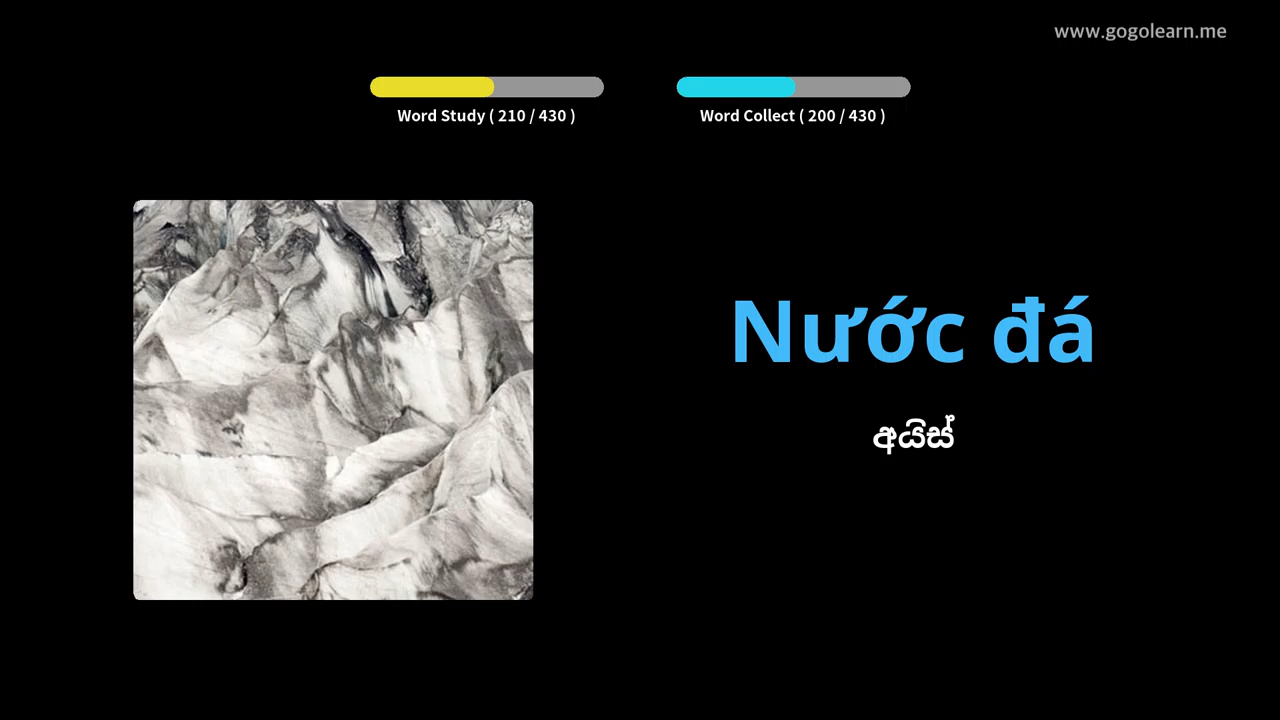 www.gogolearn.me
Word Study ( 210 / 430 )
Word Collect ( 200 / 430 )
Nước đá
අයිස්